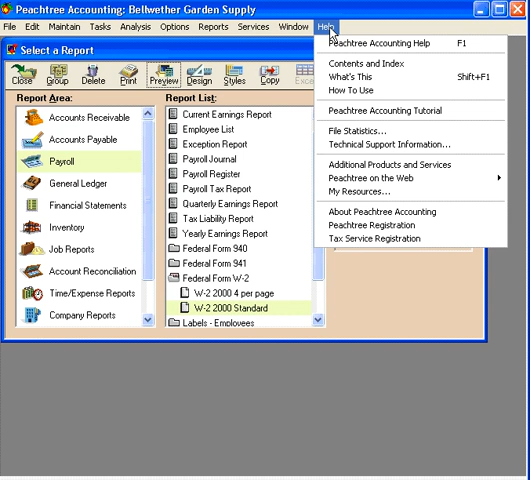 Peachtree Accounting: Bellwether Garden Supply
File Edit Maintain Tasks Analysis Options Reports Services Window Help
Select a Report
Close Group Delete Print Preview Design Styles Copy
Peachtree Accounting Help F1
Contents and Index
What's This Shift+F1
How To Use
Peachtree Accounting Tutorial
File Statistics...
Technical Support Information...
Additional Products and Services
Peachtree on the Web
My Resources...
About Peachtree Accounting
Peachtree Registration
Tax Service Registration
Report Area:
Accounts Receivable
Accounts Payable
Payroll
General Ledger
Financial Statements
Inventory
Job Reports
Account Reconciliation
Time/Expense Reports
Company Reports
Report List:
Current Earnings Report
Employee List
Exception Report
Payroll Journal
Payroll Register
Payroll Tax Report
Quarterly Earnings Report
Tax Liability Report
Yearly Earnings Report
Federal Form 940
Federal Form 941
Federal Form W-2
W-2 2000 4 per page
W-2 2000 Standard
Labels - Employees